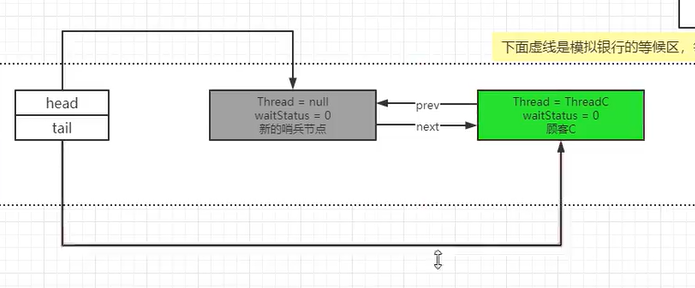 下面虚线是模拟银行的等候区，
head
tail
Thread = null
waitStatus = 0
新的哨兵节点
prev
next
Thread = ThreadC
waitStatus = 0
顾客C